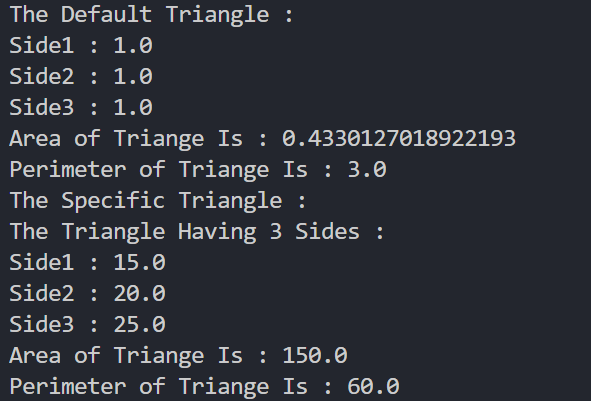 The Default Triangle :
Side1 : 1.0
Side2 : 1.0
Side3 : 1.0
Area of Triange Is : 0.4330127018922193
Perimeter of Triange Is : 3.0
The Specific Triangle :
The Triangle Having 3 Sides :
Side1 : 15.0
Side2 : 20.0
Side3 : 25.0
Area of Triange Is : 150.0
Perimeter of Triange Is : 60.0